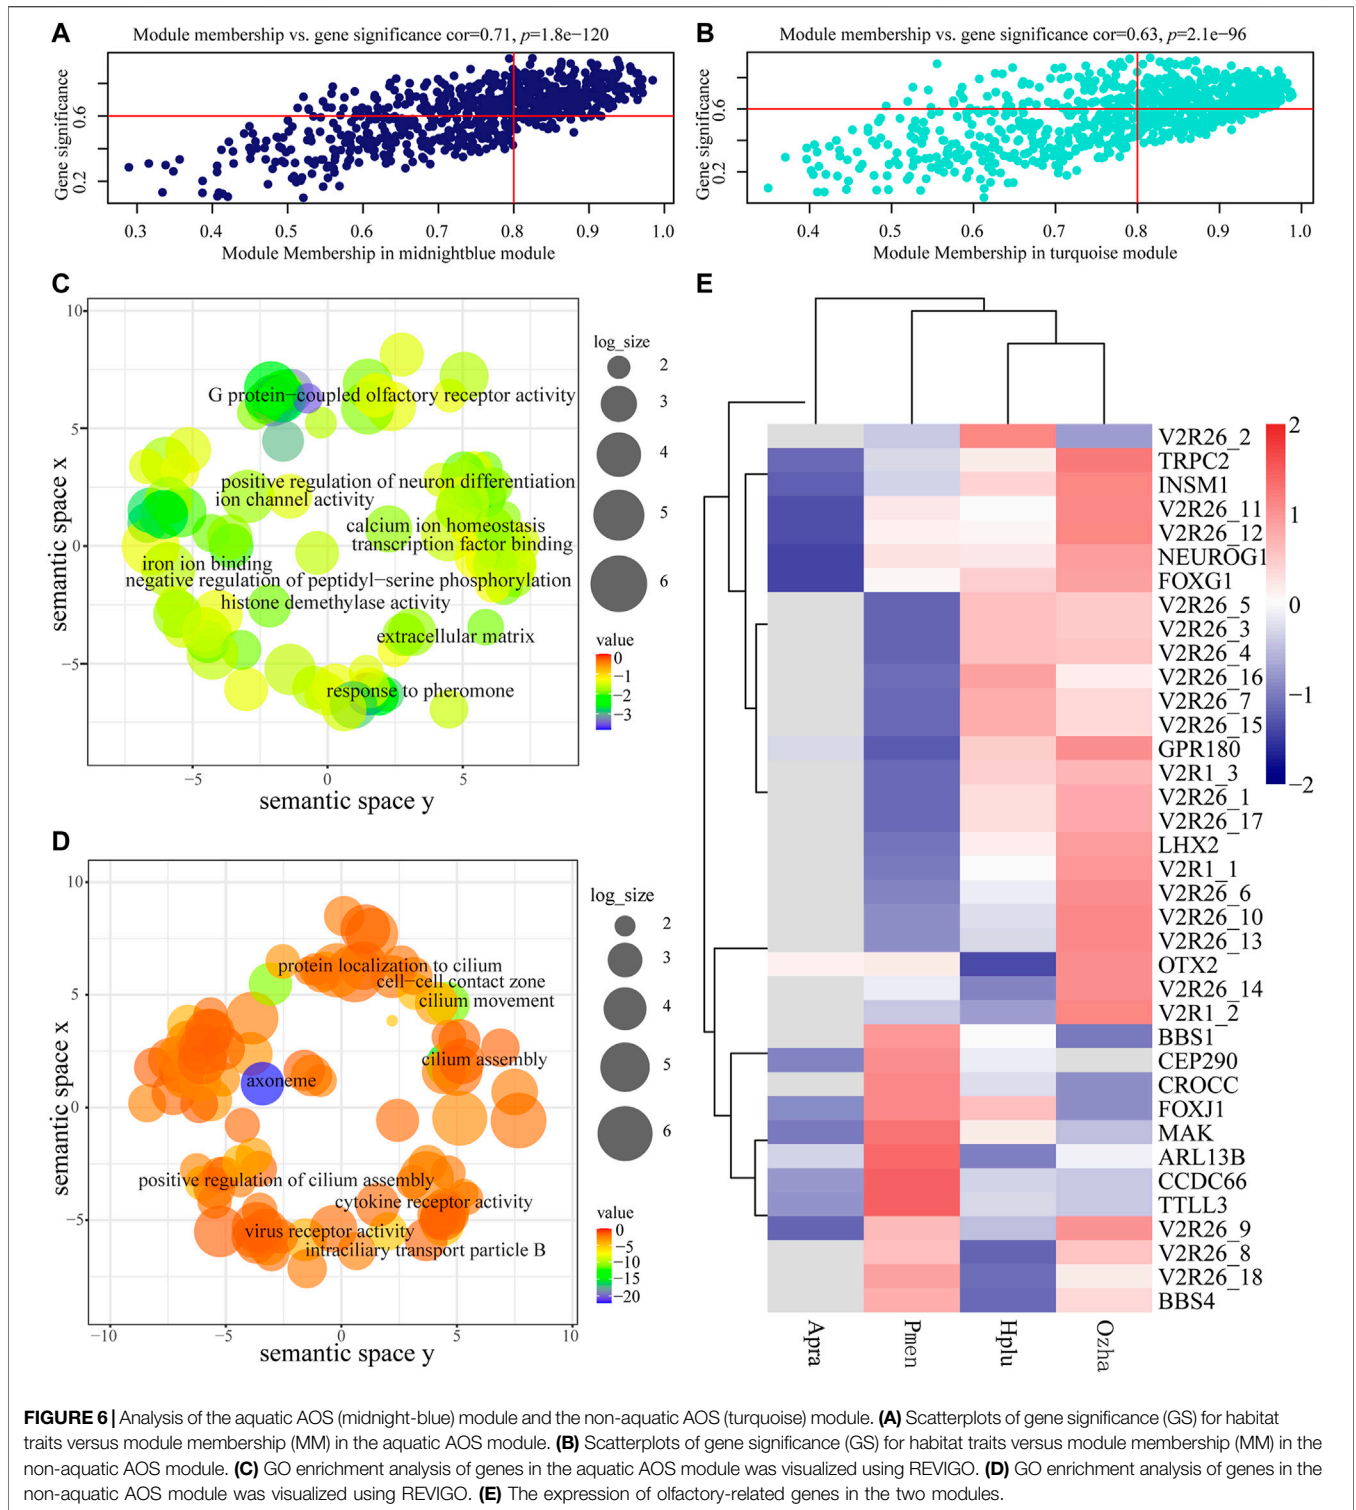 A
Module membership vs. gene significance cor=0.71, p=1.8e−120
Gene significance
0.2
0.6
0.3 0.4 0.5 0.6 0.7 0.8 0.9 1.0
Module Membership in midnightblue module
B
Module membership vs. gene significance cor=0.63, p=2.1e−96
Gene significance
0.2
0.6
0.4 0.5 0.6 0.7 0.8 0.9 1.0
Module Membership in turquoise module
C
semantic space x
10
5
0
−5
G protein−coupled olfactory receptor activity
positive regulation of neuron differentiation
ion channel activity
calcium ion homeostasis
transcription factor binding
iron ion binding
negative regulation of peptidyl−serine phosphorylation
histone demethylase activity
extracellular matrix
response to pheromone
−5 0 5
semantic space y
log_size
2
3
4
5
6
value
0
−1
−2
−3
D
semantic space x
10
5
0
−5
protein localization to cilium
cell−cell contact zone
cilium movement
cilium assembly
axoneme
positive regulation of cilium assembly
cytokine receptor activity
virus receptor activity
intraciliary transport particle B
−10 −5 0 5 10
semantic space y
log_size
2
3
4
5
6
value
0
−5
−10
−15
−20
E
V2R26_2
TRPC2
INSM1
V2R26_11
V2R26_12
NEUROG1
FOXG1
V2R26_5
V2R26_3
V2R26_4
V2R26_16
V2R26_7
V2R26_15
GPR180
V2R1_3
V2R26_1
V2R26_17
LHX2
V2R1_1
V2R26_6
V2R26_10
V2R26_13
OTX2
V2R26_14
V2R1_2
BBS1
CEP290
CROCC
FOXJ1
MAK
ARL13B
CCDC66
TTLL3
V2R26_9
V2R26_8
V2R26_18
BBS4
2
1
0
−1
−2
Apra Pmen Hplu Ozha
FIGURE 6 | Analysis of the aquatic AOS (midnight-blue) module and the non-aquatic AOS (turquoise) module. (A) Scatterplots of gene significance (GS) for habitat
traits versus module membership (MM) in the aquatic AOS module. (B) Scatterplots of gene significance (GS) for habitat traits versus module membership (MM) in the
non-aquatic AOS module. (C) GO enrichment analysis of genes in the aquatic AOS module was visualized using REVIGO. (D) GO enrichment analysis of genes in the
non-aquatic AOS module was visualized using REVIGO. (E) The expression of olfactory-related genes in the two modules.